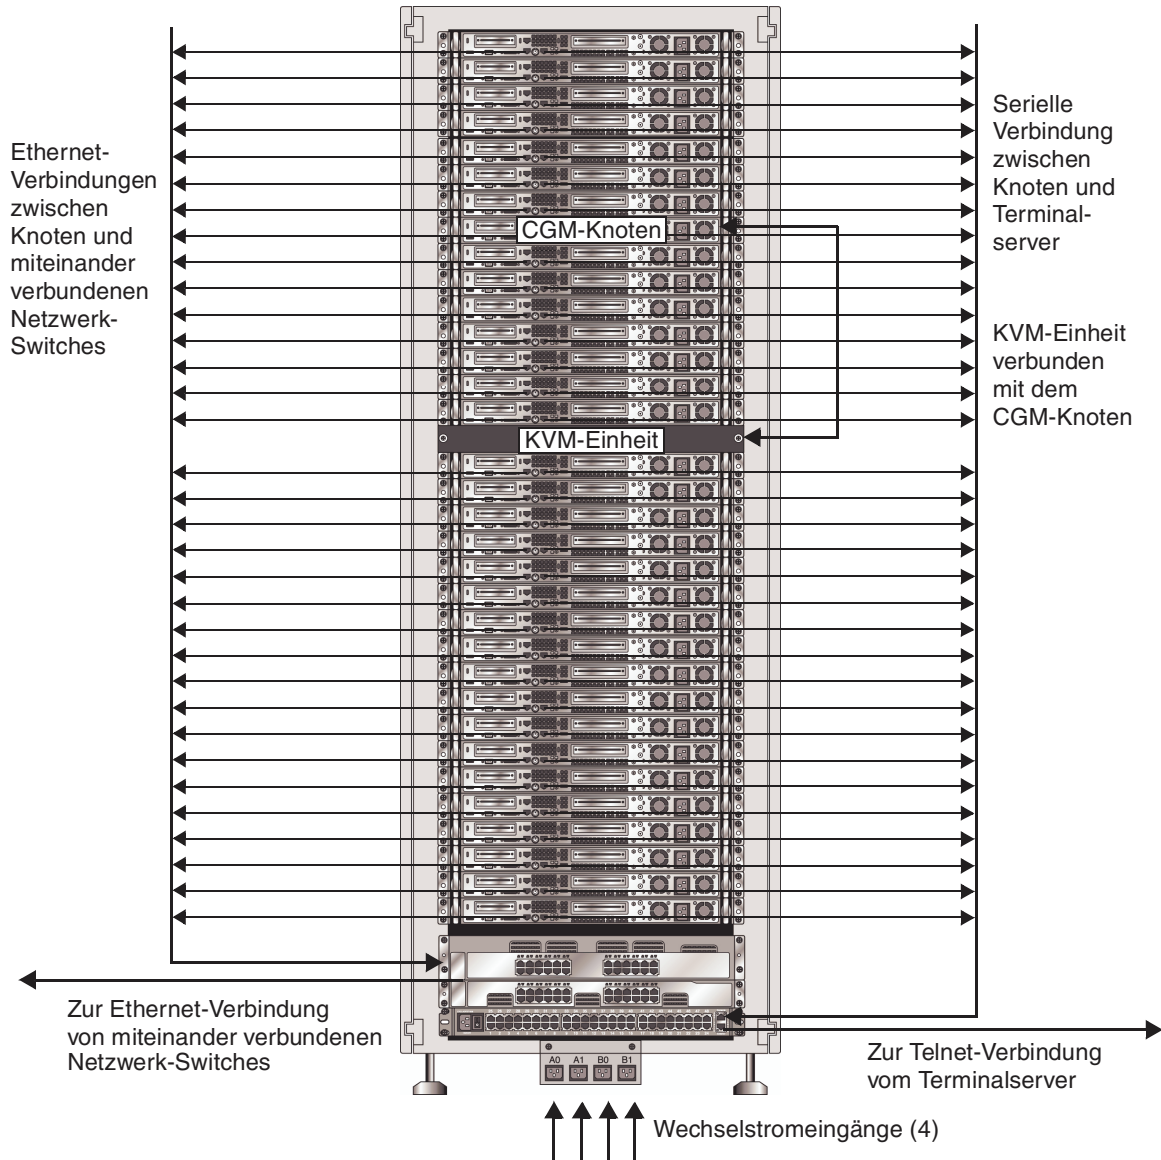 Ethernet-
Verbindungen
zwischen
Knoten und
miteinander
verbundenen
Netzwerk-
Switches
CGM-Knoten
KVM-Einheit
Serielle
Verbindung
zwischen
Knoten und
Terminal-
server
KVM-Einheit
verbunden
mit dem
CGM-Knoten
Zur Ethernet-Verbindung
von miteinander verbundenen
Netzwerk-Switches
A0 A1 B0 B1
Zur Telnet-Verbindung
vom Terminalserver
Wechselstromeingänge (4)